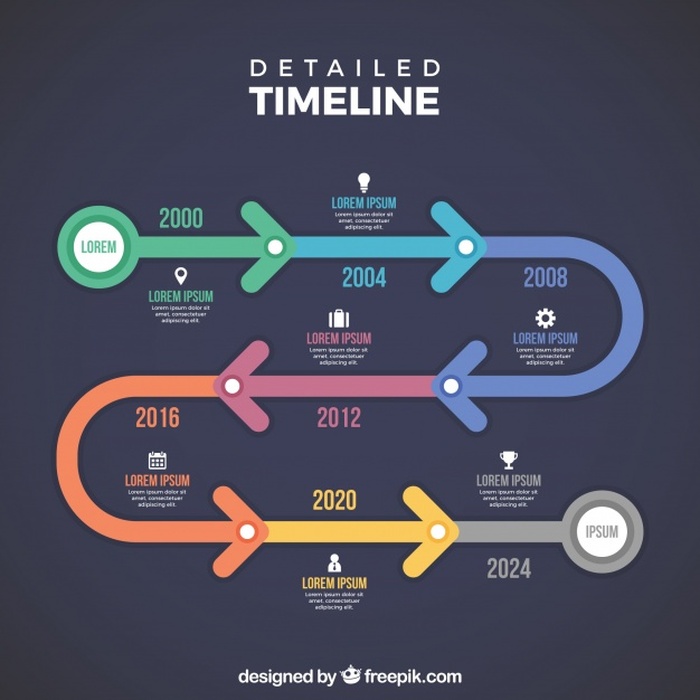 DETAILED
TIMELINE
LOREM
2000
LOREM IPSUM
Lorem ipsum dolor sit
amet, consectetuer
adipiscing elit.
LOREM IPSUM
Lorem ipsum dolor sit
amet, consectetuer
adipiscing elit.
2004
2008
LOREM IPSUM
Lorem ipsum dolor sit
amet, consectetuer
adipiscing elit.
LOREM IPSUM
Lorem ipsum dolor sit
amet, consectetuer
adipiscing elit.
2012
2016
LOREM IPSUM
Lorem ipsum dolor sit
amet, consectetuer
adipiscing elit.
2020
LOREM IPSUM
Lorem ipsum dolor sit
amet, consectetuer
adipiscing elit.
LOREM IPSUM
Lorem ipsum dolor sit
amet, consectetuer
adipiscing elit.
2024
IPSUM
designed by freepik.com